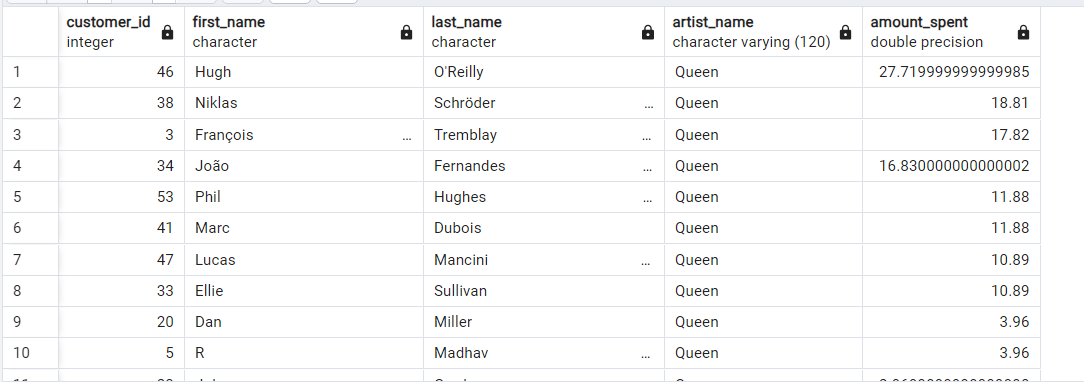 customer_id first_name last_name artist_name amount_spent
integer character character character varying (120) double precision
1 46 Hugh O'Reilly Queen 27.719999999999985
2 38 Niklas Schröder ... Queen 18.81
3 3 François ... Tremblay ... Queen 17.82
4 34 João Fernandes ... Queen 16.830000000000002
5 53 Phil Hughes ... Queen 11.88
6 41 Marc Dubois Queen 11.88
7 47 Lucas Mancini ... Queen 10.89
8 33 Ellie Sullivan Queen 10.89
9 20 Dan Miller Queen 3.96
10 5 R Madhav ... Queen 3.96